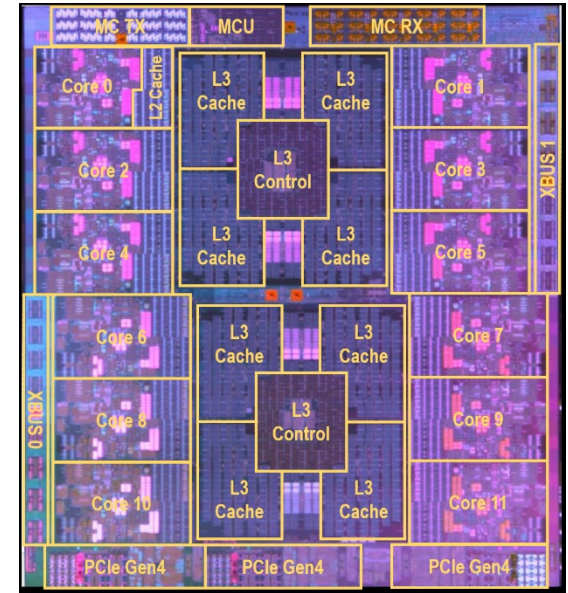 MC TX
MCU
MC RX
Core 0
L2 Cache
L3
Cache
L3
Cache
Core 1
XBUS 1
Core 2
L3
Control
Core 3
Core 4
L3
Cache
L3
Cache
Core 5
XBUS 0
Core 6
L3
Cache
L3
Cache
Core 7
Core 8
L3
Control
Core 9
Core 10
L3
Cache
L3
Cache
Core 11
PCIe Gen4
PCIe Gen4
PCIe Gen4